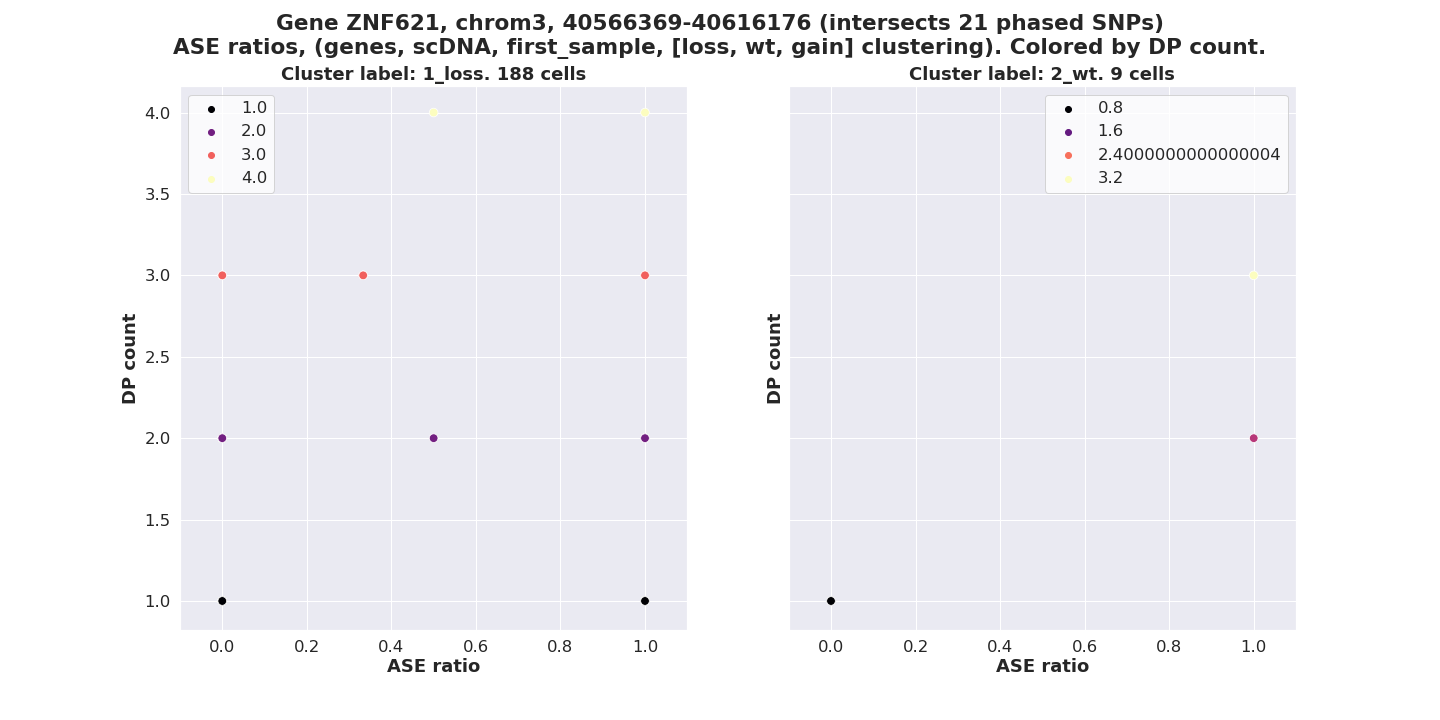 Gene ZNF621, chrom3, 40566369-40616176 (intersects 21 phased SNPs)
ASE ratios, (genes, scDNA, first_sample, [loss, wt, gain] clustering). Colored by DP count.
Cluster label: 1_loss. 188 cells
1.0
2.0
3.0
4.0
4.0
3.5
3.0
2.5
2.0
1.5
1.0
DP count
0.0 0.2 0.4 0.6 0.8 1.0
ASE ratio
Cluster label: 2_wt. 9 cells
0.8
1.6
2.4000000000000004
3.2
DP count
0.0 0.2 0.4 0.6 0.8 1.0
ASE ratio